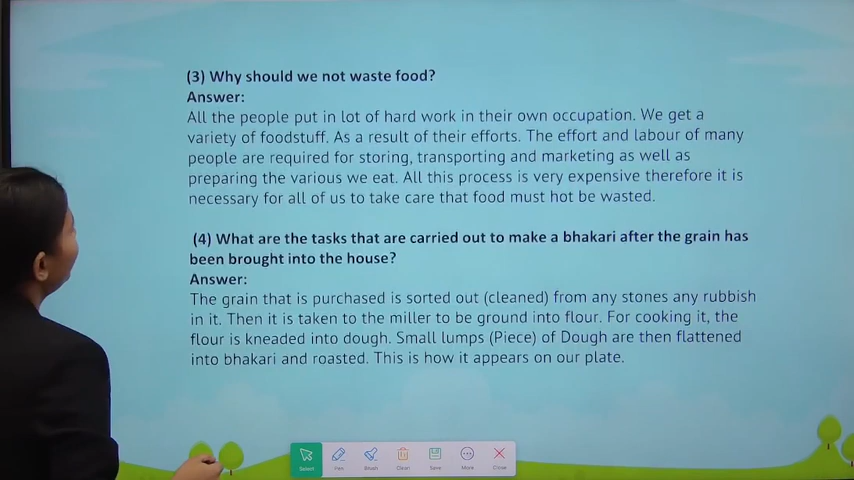 (3) Why should we not waste food?
Answer:
All the people put in lot of hard work in their own occupation. We get a
variety of foodstuff. As a result of their efforts. The effort and labour of many
people are required for storing, transporting and marketing as well as
preparing the various we eat. All this process is very expensive therefore it is
necessary for all of us to take care that food must hot be wasted.
(4) What are the tasks that are carried out to make a bhakari after the grain has
been brought into the house?
Answer:
The grain that is purchased is sorted out (cleaned) from any stones any rubbish
in it. Then it is taken to the miller to be ground into flour. For cooking it, the
flour is kneaded into dough. Small lumps (Piece) of Dough are then flattened
into bhakari and roasted. This is how it appears on our plate.
Select Pen Brush Clear! Save More Close